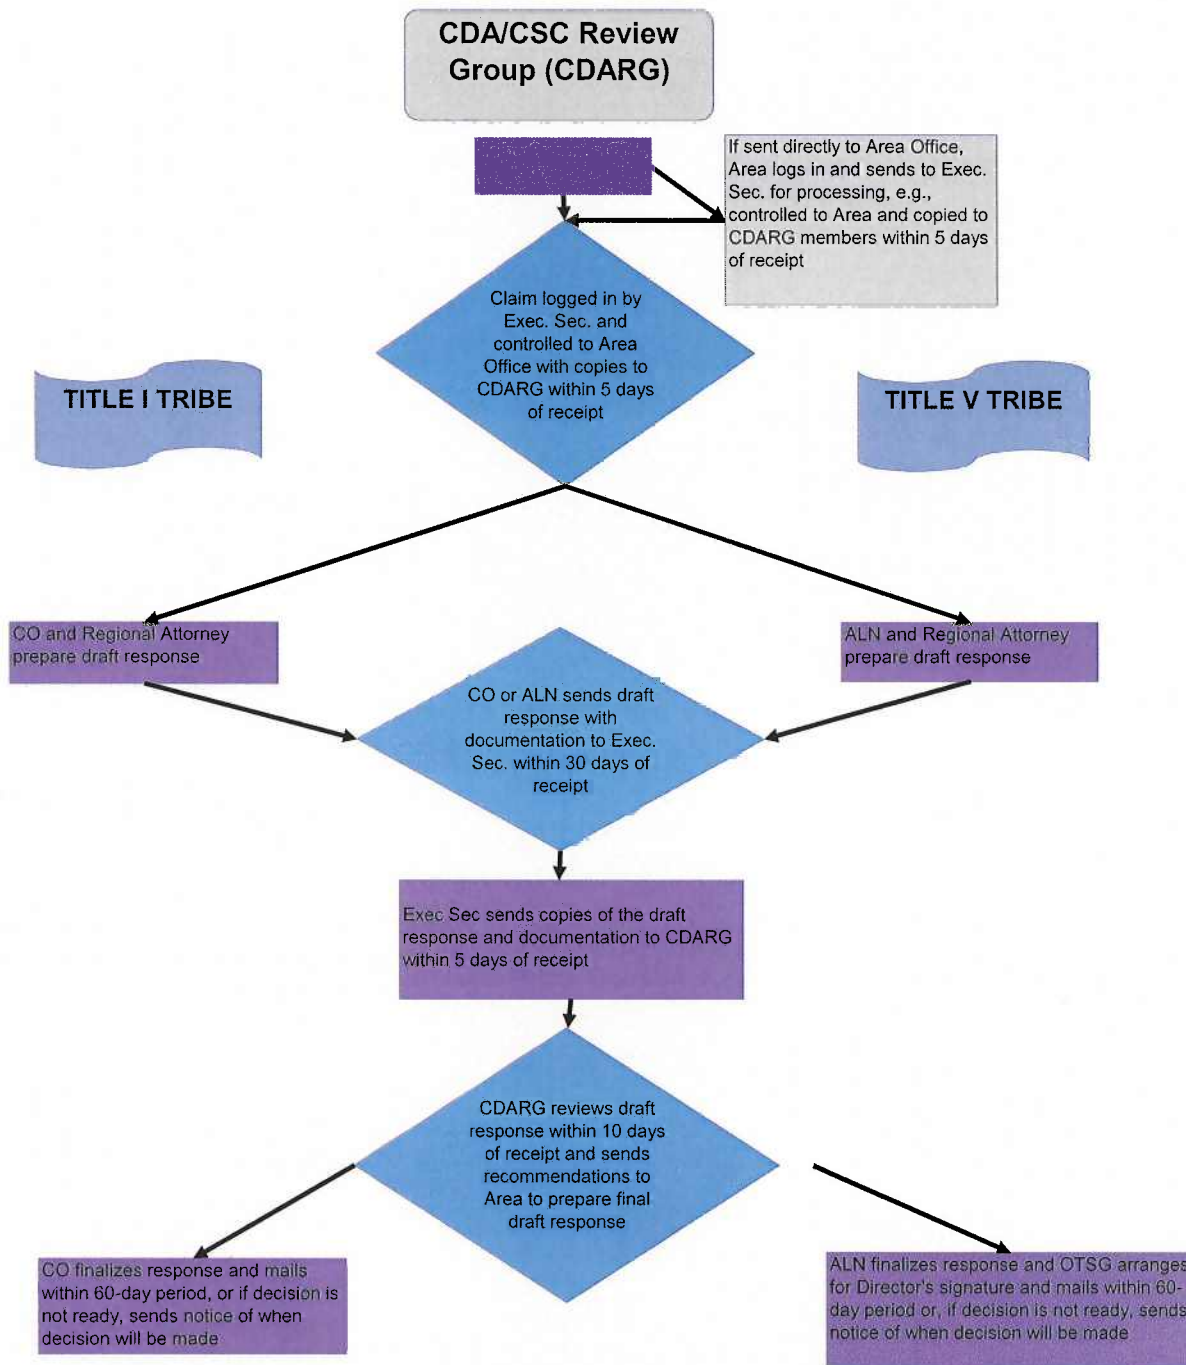 CDA/CSC Review
Group (CDARG)
If sent directly to Area Office,
Area logs in and sends to Exec.
Sec. for processing, e.g.,
controlled to Area and copied to
CDARG members within 5 days
of receipt
Claim logged in by
Exec. Sec. and
controlled to Area
Office with copies to
CDARG within 5 days
of receipt
TITLE I TRIBE
TITLE V TRIBE
CO and Regional Attorney
prepare draft response
ALN and Regional Attorney
prepare draft response
CO or ALN sends draft
response with
documentation to Exec.
Sec. within 30 days of
receipt
Exec Sec sends copies of the draft
response and documentation to CDARG
within 5 days of receipt
CDARG reviews draft
response within 10 days
of receipt and sends
recommendations to
Area to prepare final
draft response
CO finalizes response and mails
within 60-day period, or if decision is
not ready, sends notice of when
decision will be made
ALN finalizes response and OTSG arranges
for Director's signature and mails within 60-
day period or, if decision is not ready, sends
notice of when decision will be made